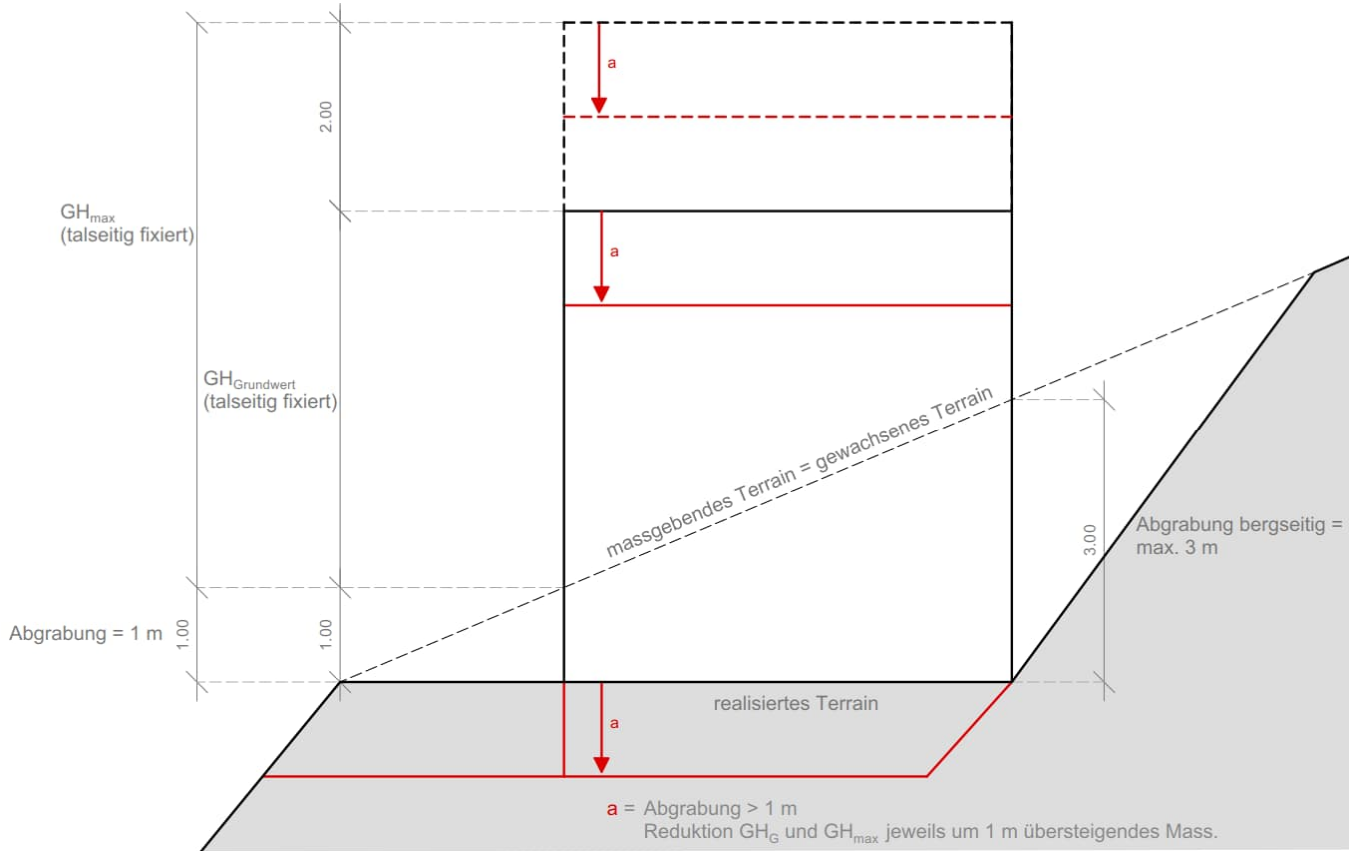 a
2.00
GHmax
(talseitig fixiert)
a
GHGrundwert
(talseitig fixiert)
massgebendes Terrain = gewachsenes Terrain
3.00
Abgrabung bergseitig =
max. 3 m
Abgrabung = 1 m
1.00
1.00
realisiertes Terrain
a
a = Abgrabung > 1 m
Reduktion GHG und GHmax jeweils um 1 m übersteigendes Mass.